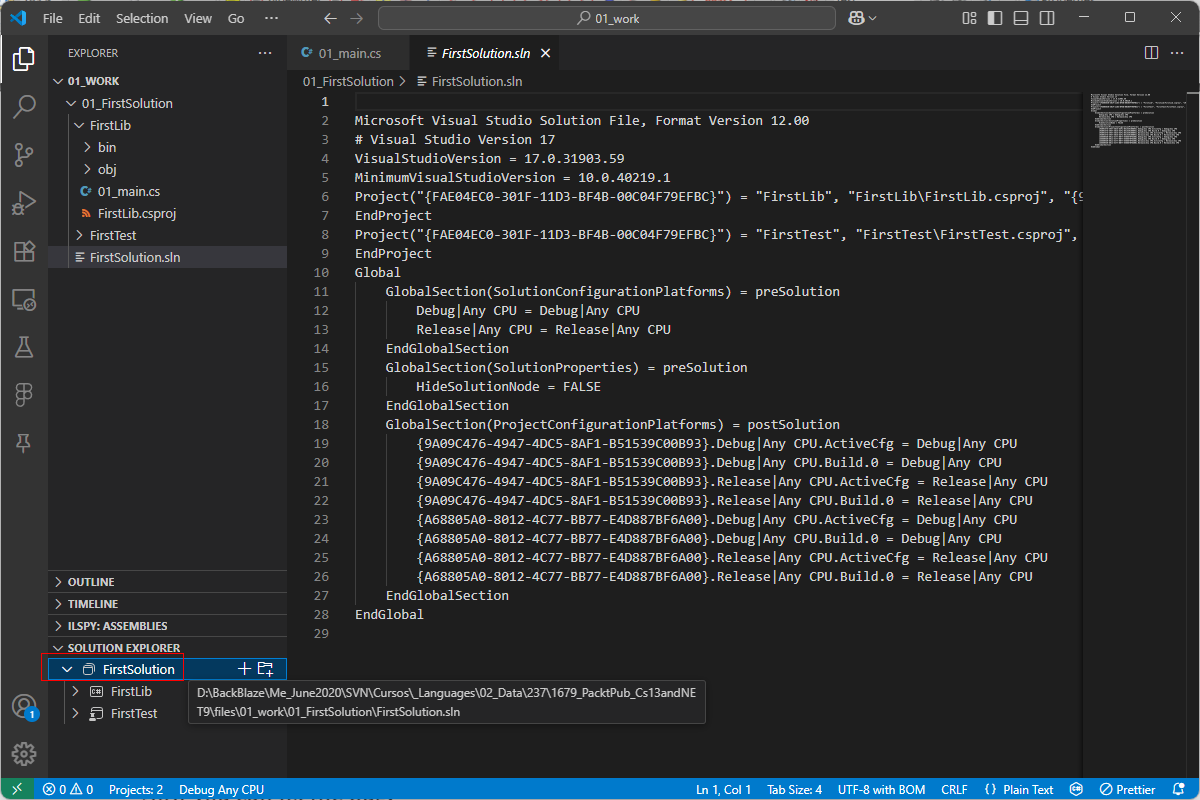 File Edit Selection View Go ··· 01_work
EXPLORER ···
01_WORK
01_FirstSolution
FirstLib
bin
obj
C# 01_main.cs
FirstLib.csproj
FirstTest
FirstSolution.sln
OUTLINE
TIMELINE
ILSPY: ASSEMBLIES
SOLUTION EXPLORER
FirstSolution
FirstLib
FirstTest
D:\BackBlaze\Me_June2020\SVN\Cursos\_Languages\02_Data\237\1679_PacktPub_Cs13andNE
T9\files\01_work\01_FirstSolution\FirstSolution.sln
C# 01_main.cs FirstSolution.sln
01_FirstSolution > FirstSolution.sln
1
2 Microsoft Visual Studio Solution File, Format Version 12.00
3 # Visual Studio Version 17
4 VisualStudioVersion = 17.0.31903.59
5 MinimumVisualStudioVersion = 10.0.40219.1
6 Project("{FAE04EC0-301F-11D3-BF4B-00C04F79EFBC}") = "FirstLib", "FirstLib\FirstLib.csproj", "{9
7 EndProject
8 Project("{FAE04EC0-301F-11D3-BF4B-00C04F79EFBC}") = "FirstTest", "FirstTest\FirstTest.csproj",
9 EndProject
10 Global
11 GlobalSection(SolutionConfigurationPlatforms) = preSolution
12 Debug|Any CPU = Debug|Any CPU
13 Release|Any CPU = Release|Any CPU
14 EndGlobalSection
15 GlobalSection(SolutionProperties) = preSolution
16 HideSolutionNode = FALSE
17 EndGlobalSection
18 GlobalSection(ProjectConfigurationPlatforms) = postSolution
19 {9A09C476-4947-4DC5-8AF1-B51539C00B93}.Debug|Any CPU.ActiveCfg = Debug|Any CPU
20 {9A09C476-4947-4DC5-8AF1-B51539C00B93}.Debug|Any CPU.Build.0 = Debug|Any CPU
21 {9A09C476-4947-4DC5-8AF1-B51539C00B93}.Release|Any CPU.ActiveCfg = Release|Any CPU
22 {9A09C476-4947-4DC5-8AF1-B51539C00B93}.Release|Any CPU.Build.0 = Release|Any CPU
23 {A68805A0-8012-4C77-BB77-E4D887BF6A00}.Debug|Any CPU.ActiveCfg = Debug|Any CPU
24 {A68805A0-8012-4C77-BB77-E4D887BF6A00}.Debug|Any CPU.Build.0 = Debug|Any CPU
25 {A68805A0-8012-4C77-BB77-E4D887BF6A00}.Release|Any CPU.ActiveCfg = Release|Any CPU
26 {A68805A0-8012-4C77-BB77-E4D887BF6A00}.Release|Any CPU.Build.0 = Release|Any CPU
27 EndGlobalSection
28 EndGlobal
29
1
0 0 Projects: 2 Debug Any CPU Ln 1, Col 1 Tab Size: 4 UTF-8 with BOM CRLF {} Plain Text Prettier